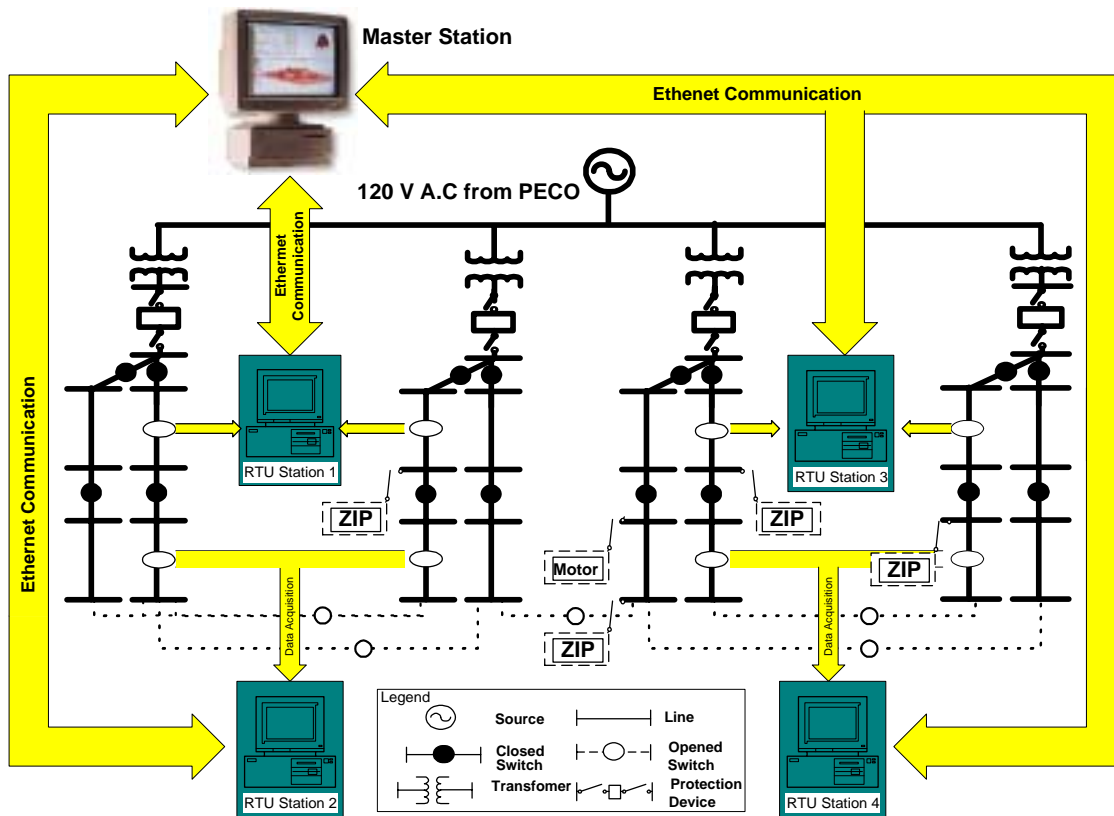 Master Station
Ethenet Communication
120 V A.C from PECO
Ethermet
Communication
Ethernet Communication
RTU Station 1
RTU Station 3
ZIP
ZIP
Motor
ZIP
ZIP
Data Acquisition
Data Acquisition
RTU Station 2
RTU Station 4
Legend
Source
Line
Closed
Switch
Opened
Switch
Transfomer
Protection
Device